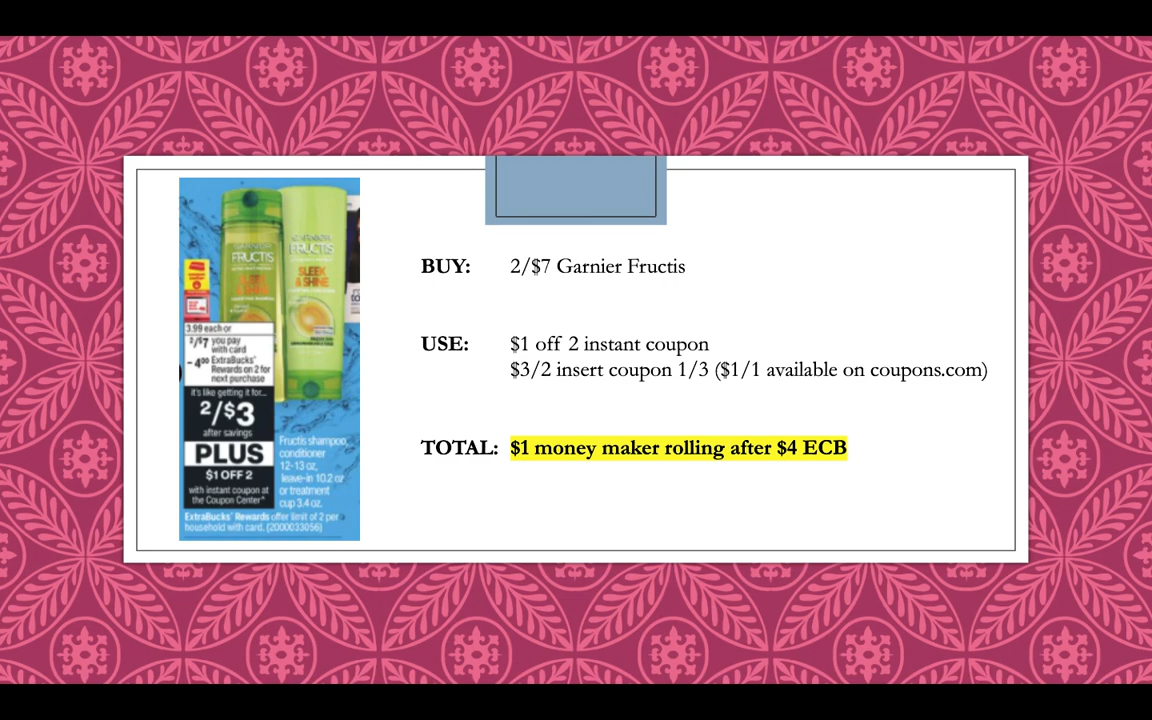 GARNIER
FRUCTIS
GARNIER
FRUCTIS
SLEEK
& SHINE
3.99 each or
2/$7 you pay
with card
- 4.00 ExtraBucks®
Rewards on 2 for
next purchase
it's like getting it for...
2/$3
after savings
PLUS
$1 OFF 2
with instant coupon at
the Coupon Center^
Fructis shampoo,
conditioner
12-13 oz,
leave-in 10.2 oz
or treatment
cup 3.4 oz.
ExtraBucks® Rewards offer limit of 2 per
household with card. (2000033056)
BUY: 2/$7 Garnier Fructis
USE: $1 off 2 instant coupon
$3/2 insert coupon 1/3 ($1/1 available on coupons.com)
TOTAL: $1 money maker rolling after $4 ECB